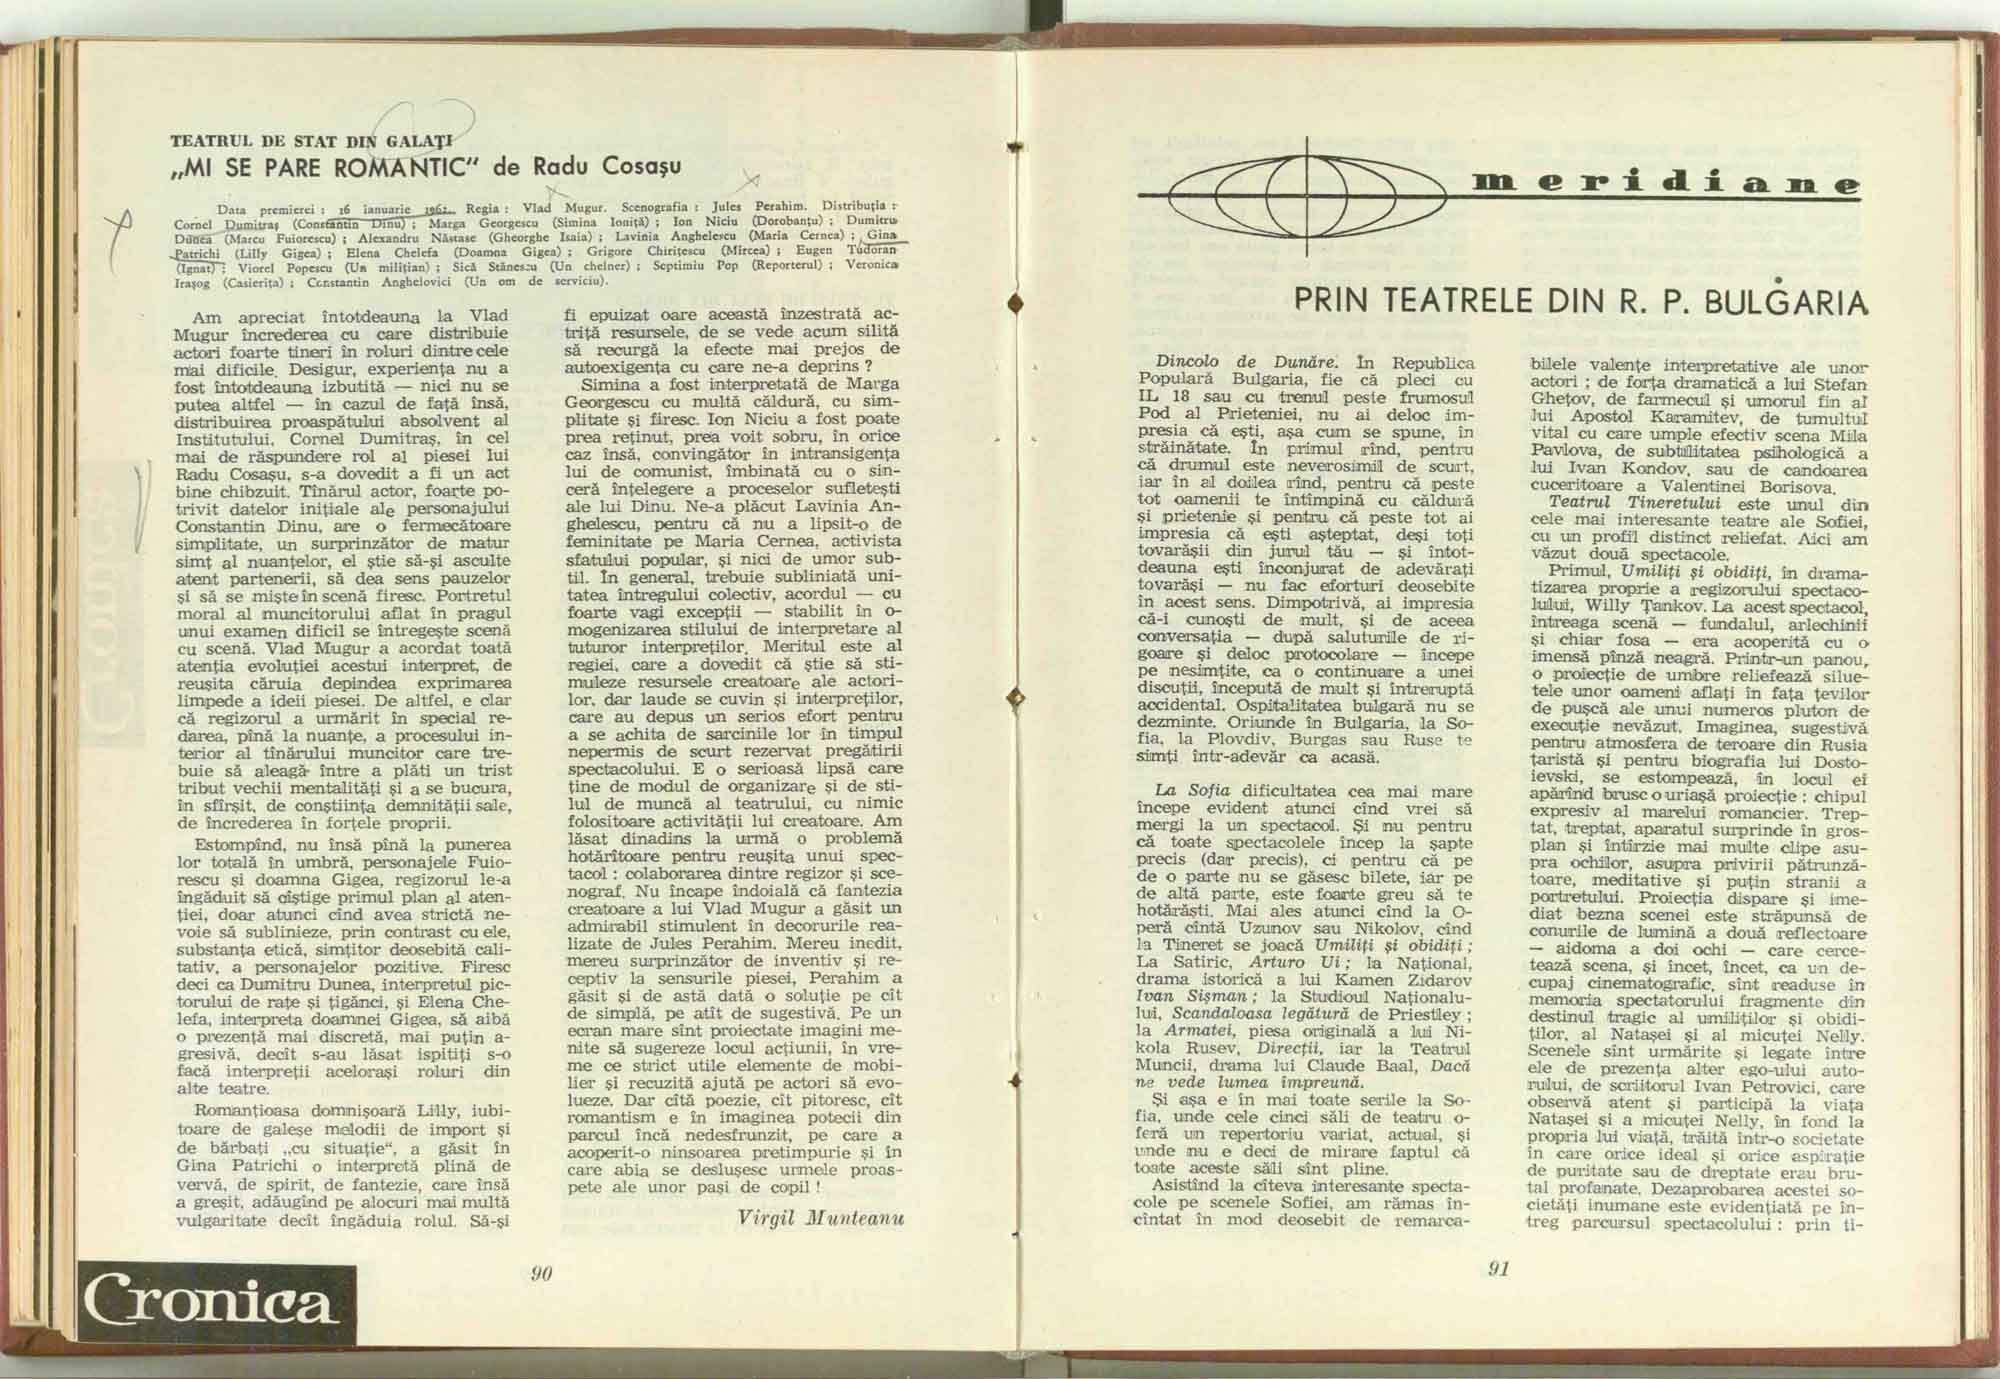 TEATRUL DE STAT DIN GALAȚI
„MI SE PARE ROMANTIC“ de Radu Cosașu
Data premierei : 16 ianuarie 1962. Regia : Vlad Mugur. Scenografia : Jules Perahim. Distribuția :
Cornel Dumitraș (Constantin Dinu) ; Marga Georgescu (Simina Ioniță) ; Ion Niciu (Dorobanțu) ; Dumitru
Dunea (Marcu Fuiorescu) ; Alexandru Năstase (Gheorghe Isaia) ; Lavinia Anghelescu (Maria Cernea) ; Gina
Patrichi (Lilly Gigea) ; Elena Chelefa (Doamna Gigea) ; Grigore Chirițescu (Mircea) ; Eugen Tudoran
(Ignat) ; Viorel Popescu (Un milițian) ; Sică Stănescu (Un chelner) ; Septimiu Pop (Reporterul) ; Veronica
Irașog (Casierița) ; Constantin Anghelovici (Un om de serviciu).
Am apreciat întotdeauna la Vlad
Mugur încrederea cu care distribuie
actori foarte tineri în roluri dintre cele
mai dificile. Desigur, experiența nu a
fost întotdeauna izbutită — nici nu se
putea altfel — în cazul de față însă,
distribuirea proaspătului absolvent al
Institutului, Cornel Dumitraș, în cel
mai de răspundere rol al piesei lui
Radu Cosașu, s-a dovedit a fi un act
bine chibzuit. Tînărul actor, foarte po-
trivit datelor inițiale ale personajului
Constantin Dinu, are o fermecătoare
simplitate, un surprinzător de matur
simț al nuanțelor, el știe să-și asculte
atent partenerii, să dea sens pauzelor
și să se miște în scenă firesc. Portretul
moral al muncitorului aflat în pragul
unui examen dificil se întregește scenă
cu scenă. Vlad Mugur a acordat toată
atenția evoluției acestui interpret, de
reușita căruia depindea exprimarea
limpede a ideii piesei. De altfel, e clar
că regizorul a urmărit în special re-
darea, pînă la nuanțe, a procesului in-
terior al tînărului muncitor care tre-
buie să aleagă între a plăti un trist
tribut vechii mentalități și a se bucura,
în sfîrșit, de conștiința demnității sale,
de încrederea în forțele proprii.
Estompînd, nu însă pînă la punerea
lor totală în umbră, personajele Fuio-
rescu și doamna Gigea, regizorul le-a
îngăduit să cîștige primul plan al aten-
ției, doar atunci cînd avea strictă ne-
voie să sublinieze, prin contrast cu ele,
substanța etică, simțitor deosebită cali-
tativ, a personajelor pozitive. Firesc
deci ca Dumitru Dunea, interpretul pic-
torului de rațe și țigănci, și Elena Che-
lefa, interpreta doamnei Gigea, să aibă
o prezență mai discretă, mai puțin a-
gresivă, decît s-au lăsat ispitiți s-o
facă interpreții acelorași roluri din
alte teatre.
Romanțioasa domnișoară Lilly, iubi-
toare de galeșe melodii de import și
de bărbați „cu situație“, a găsit în
Gina Patrichi o interpretă plină de
vervă, de spirit, de fantezie, care însă
a greșit, adăugînd pe alocuri mai multă
vulgaritate decît îngăduia rolul. Să-și
fi epuizat oare această înzestrată ac-
triță resursele, de se vede acum silită
să recurgă la efecte mai prejos de
autoexigența cu care ne-a deprins ?
Simina a fost interpretată de Marga
Georgescu cu multă căldură, cu sim-
plitate și firesc. Ion Niciu a fost poate
prea reținut, prea voit sobru, în orice
caz însă, convingător în intransigența
lui de comunist, îmbinată cu o sin-
ceră înțelegere a proceselor sufletești
ale lui Dinu. Ne-a plăcut Lavinia An-
ghelescu, pentru că nu a lipsit-o de
feminitate pe Maria Cernea, activista
sfatului popular, și nici de umor sub-
til. În general, trebuie subliniată uni-
tatea întregului colectiv, acordul — cu
foarte vagi excepții — stabilit în o-
mogenizarea stilului de interpretare al
tuturor interpreților. Meritul este al
regiei, care a dovedit că știe să sti-
muleze resursele creatoare ale actori-
lor, dar laude se cuvin și interpreților,
care au depus un serios efort pentru
a se achita de sarcinile lor în timpul
nepermis de scurt rezervat pregătirii
spectacolului. E o serioasă lipsă care
ține de modul de organizare și de sti-
lul de muncă al teatrului, cu nimic
folositoare activității lui creatoare. Am
lăsat dinadins la urmă o problemă
hotărîtoare pentru reușita unui spec-
tacol : colaborarea dintre regizor și sce-
nograf. Nu încape îndoială că fantezia
creatoare a lui Vlad Mugur a găsit un
admirabil stimulent în decorurile rea-
lizate de Jules Perahim. Mereu inedit,
mereu surprinzător de inventiv și re-
ceptiv la sensurile piesei, Perahim a
găsit și de astă dată o soluție pe cît
de simplă, pe atît de sugestivă. Pe un
ecran mare sînt proiectate imagini me-
nite să sugereze locul acțiunii, în vre-
me ce strict utile elemente de mobi-
lier și recuzită ajută pe actori să evo-
lueze. Dar cîtă poezie, cît pitoresc, cît
romantism e în imaginea potecii din
parcul încă nedesfrunzit, pe care a
acoperit-o ninsoarea pretimpurie și în
care abia se deslușesc urmele proas-
pete ale unor pași de copil !
Virgil Munteanu
90
Cronica
meridiane
PRIN TEATRELE DIN R. P. BULGARIA
Dincolo de Dunăre. În Republica
Populară Bulgaria, fie că pleci cu
IL 18 sau cu trenul peste frumosul
Pod al Prieteniei, nu ai deloc im-
presia că ești, așa cum se spune, în
străinătate. În primul rînd, pentru
că drumul este neverosimil de scurt,
iar în al doilea rînd, pentru că peste
tot oamenii te întîmpină cu căldură
și prietenie și pentru că peste tot ai
impresia că ești așteptat, deși toți
tovarășii din jurul tău — și întot-
deauna ești înconjurat de adevărați
tovarăși — nu fac eforturi deosebite
în acest sens. Dimpotrivă, ai impresia
că-i cunoști de mult, și de aceea
conversația — după saluturile de ri-
goare și deloc protocolare — începe
pe nesimțite, ca o continuare a unei
discuții, începută de mult și întreruptă
accidental. Ospitalitatea bulgară nu se
dezminte. Oriunde în Bulgaria, la So-
fia, la Plovdiv, Burgas sau Ruse te
simți într-adevăr ca acasă.
La Sofia dificultatea cea mai mare
începe evident atunci cînd vrei să
mergi la un spectacol. Și nu pentru
că toate spectacolele încep la șapte
precis (dar precis), ci pentru că pe
de o parte nu se găsesc bilete, iar pe
de altă parte, este foarte greu să te
hotărăști. Mai ales atunci cînd la O-
peră cîntă Uzunov sau Nikolov, cînd
la Tineret se joacă Umiliți și obidiți ;
La Satiric, Arturo Ui ; la Național,
drama istorică a lui Kamen Zidarov
Ivan Sișman ; la Studioul Naționalu-
lui, Scandaloasa legătură de Priestley ;
la Armatei, piesa originală a lui Ni-
kola Rusev, Direcții, iar la Teatrul
Muncii, drama lui Claude Baal, Dacă
ne vede lumea împreună.
Și așa e în mai toate serile la So-
fia, unde cele cinci săli de teatru o-
feră un repertoriu variat, actual, și
unde nu e deci de mirare faptul că
toate aceste săli sînt pline.
Asistînd la cîteva interesante specta-
cole pe scenele Sofiei, am rămas în-
cîntat în mod deosebit de remarca-
bilele valențe interpretative ale unor
actori ; de forța dramatică a lui Stefan
Ghețov, de farmecul și umorul fin al
lui Apostol Karamitev, de tumultul
vital cu care umple efectiv scena Mila
Pavlova, de subtilitatea psihologică a
lui Ivan Kondov, sau de candoarea
cuceritoare a Valentinei Borisova.
Teatrul Tineretului este unul din
cele mai interesante teatre ale Sofiei,
cu un profil distinct reliefat. Aici am
văzut două spectacole.
Primul, Umiliți și obidiți, în drama-
tizarea proprie a regizorului spectaco-
lului, Willy Țankov. La acest spectacol,
întreaga scenă — fundalul, arlechinii
și chiar fosa — era acoperită cu o
imensă pînză neagră. Printr-un panou,
o proiecție de umbre reliefează silue-
tele unor oameni aflați în fața țevilor
de pușcă ale unui numeros pluton de
execuție nevăzut. Imaginea, sugestivă
pentru atmosfera de teroare din Rusia
țaristă și pentru biografia lui Dosto-
ievski, se estompează, în locul ei
apărînd brusc o uriașă proiecție : chipul
expresiv al marelui romancier. Trep-
tat, treptat, aparatul surprinde în gros-
plan și întîrzie mai multe clipe asu-
pra ochilor, asupra privirii pătrunză-
toare, meditative și puțin stranii a
portretului. Proiecția dispare și ime-
diat bezna scenei este străpunsă de
conurile de lumină a două reflectoare
— aidoma a doi ochi — care cerce-
tează scena, și încet, încet, ca un de-
cupaj cinematografic, sînt readuse în
memoria spectatorului fragmente din
destinul tragic al umiliților și obidi-
ților, al Natașei și al micuței Nelly.
Scenele sînt urmărite și legate între
ele de prezența alter ego-ului auto-
rului, de scriitorul Ivan Petrovici, care
observă atent și participă la viața
Natașei și a micuței Nelly, în fond la
propria lui viață, trăită într-o societate
în care orice ideal și orice aspirație
de puritate sau de dreptate erau bru-
tal profanate. Dezaprobarea acestei so-
cietăți inumane este evidențiată pe în-
treg parcursul spectacolului : prin ti-
91